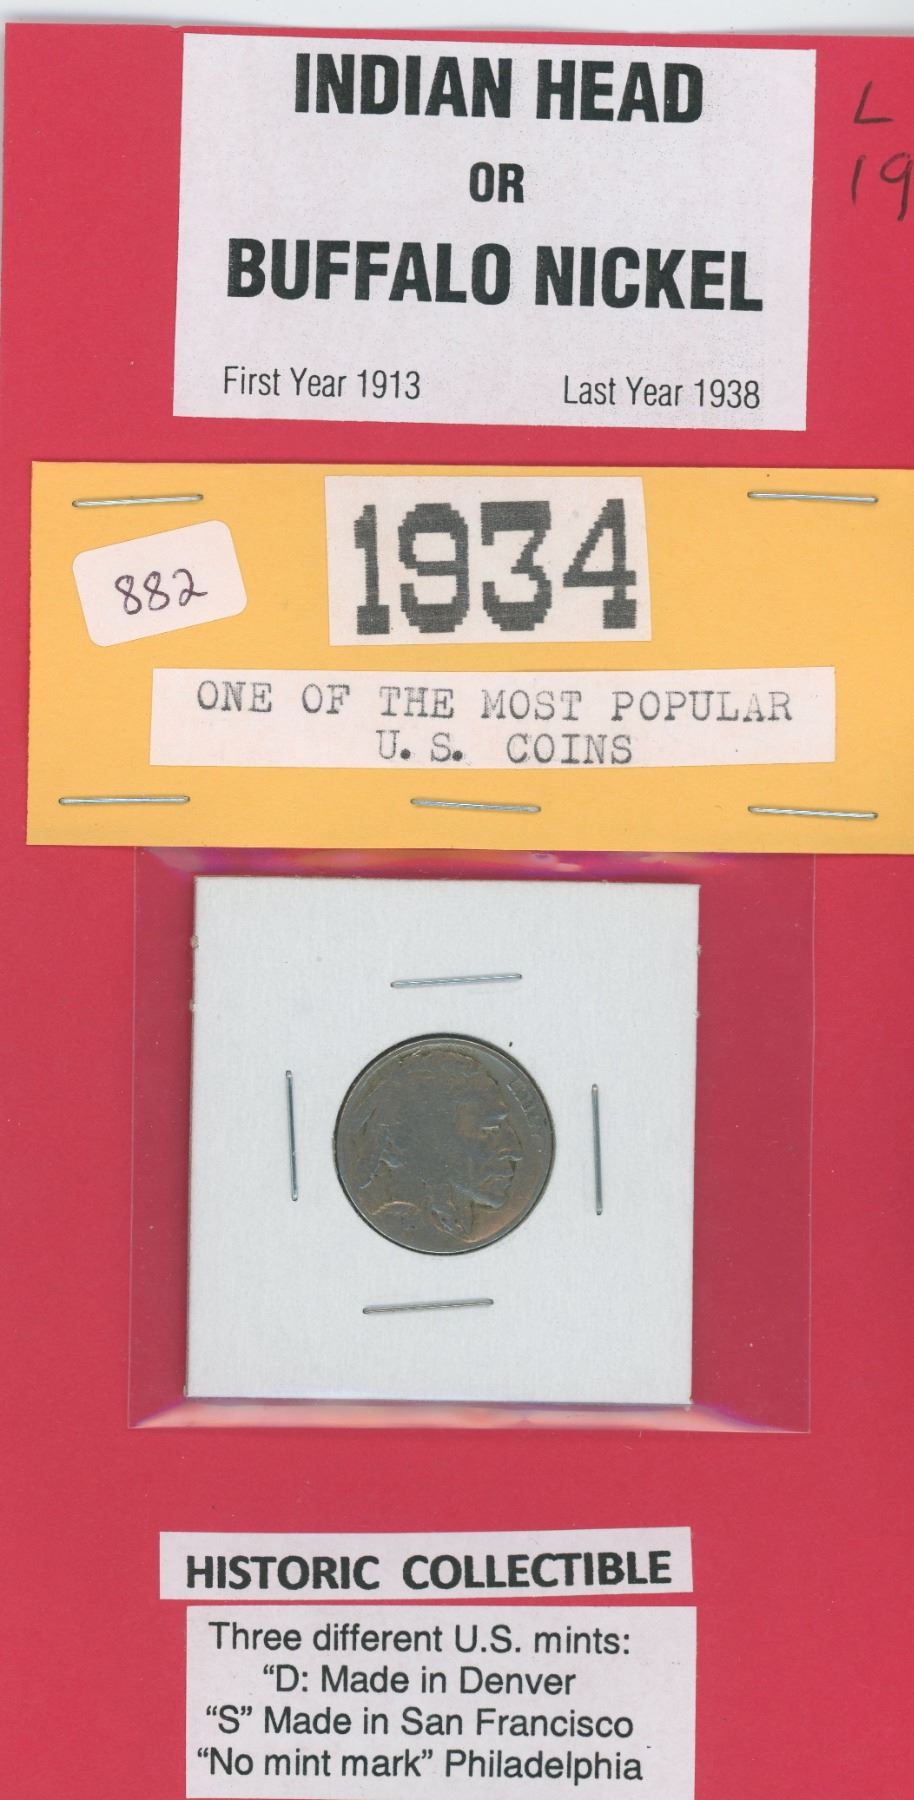 INDIAN HEAD
OR
BUFFALO NICKEL
First Year 1913 Last Year 1938
L
19
1934
882
ONE OF THE MOST POPULAR
U.S. COINS
HISTORIC COLLECTIBLE
Three different U.S. mints:
“D: Made in Denver
“S” Made in San Francisco
“No mint mark” Philadelphia